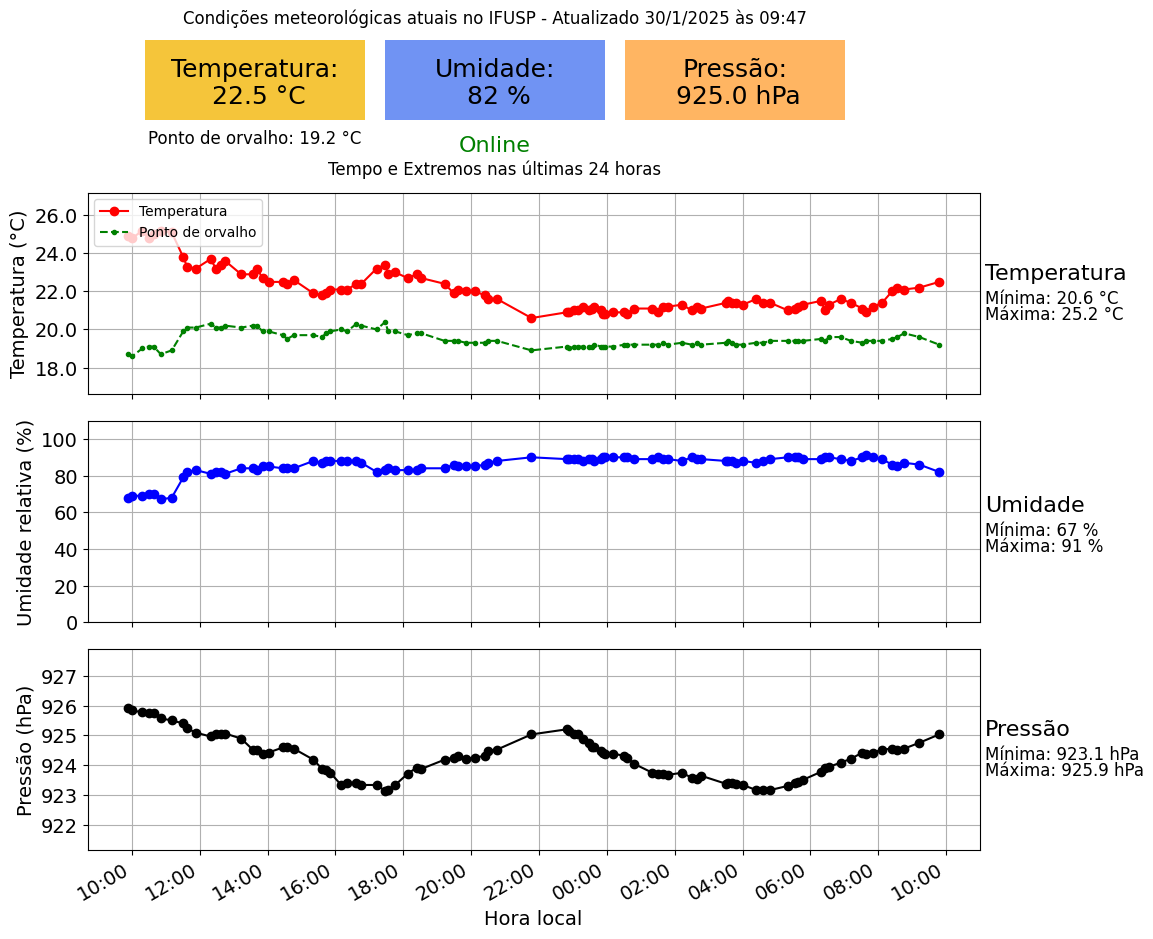 Condições meteorológicas atuais no IFUSP - Atualizado 30/1/2025 às 09:47
Temperatura:
22.5 °C
Umidade:
82 %
Pressão:
925.0 hPa
Ponto de orvalho: 19.2 °C
Online
Tempo e Extremos nas últimas 24 horas
Temperatura (°C)
26.0
24.0
22.0
20.0
18.0
Temperatura
Ponto de orvalho
Temperatura
Mínima: 20.6 °C
Máxima: 25.2 °C
Umidade relativa (%)
100
80
60
40
20
0
Umidade
Mínima: 67 %
Máxima: 91 %
Pressão (hPa)
927
926
925
924
923
922
Pressão
Mínima: 923.1 hPa
Máxima: 925.9 hPa
10:00
12:00
14:00
16:00
18:00
20:00
22:00
00:00
02:00
04:00
06:00
08:00
10:00
Hora local